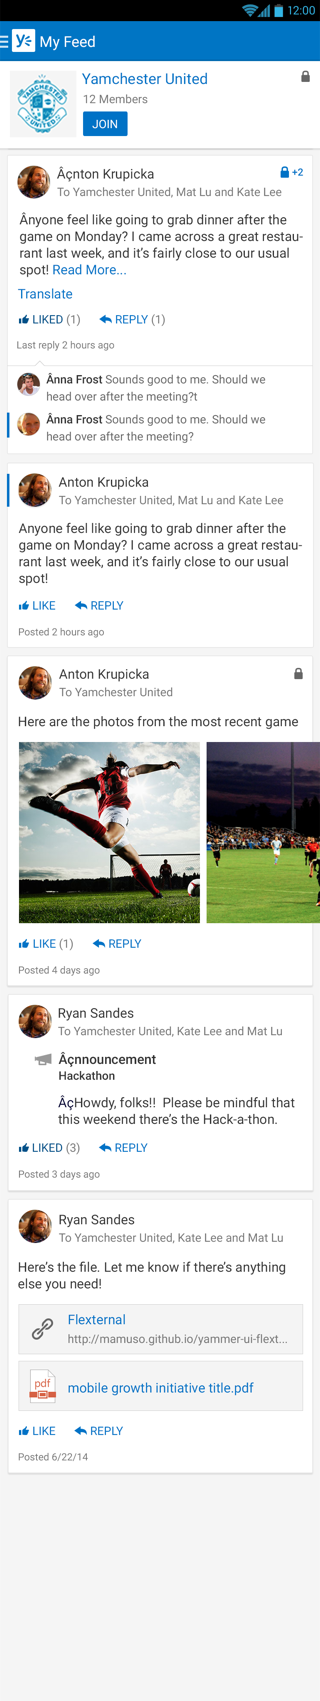 12:00
My Feed
YAMCHESTER
UNITED
Yamchester United
12 Members
JOIN
Âçnton Krupicka
+2
To Yamchester United, Mat Lu and Kate Lee
Ânyone feel like going to grab dinner after the
game on Monday? I came across a great restau-
rant last week, and it’s fairly close to our usual
spot! Read More...
Translate
LIKED (1) REPLY (1)
Last reply 2 hours ago
Ânna Frost Sounds good to me. Should we
head over after the meeting?t
Ânna Frost Sounds good to me. Should we
head over after the meeting?
Anton Krupicka
To Yamchester United, Mat Lu and Kate Lee
Anyone feel like going to grab dinner after the
game on Monday? I came across a great restau-
rant last week, and it’s fairly close to our usual
spot!
LIKE REPLY
Posted 2 hours ago
Anton Krupicka
To Yamchester United
Here are the photos from the most recent game
LIKE (1) REPLY
Posted 4 days ago
Ryan Sandes
To Yamchester United, Kate Lee and Mat Lu
Âçnnouncement
Hackathon
ÂçHowdy, folks!! Please be mindful that
this weekend there’s the Hack-a-thon.
LIKED (3) REPLY
Posted 3 days ago
Ryan Sandes
To Yamchester United, Kate Lee and Mat Lu
Here’s the file. Let me know if there’s anything
else you need!
Flexternal
http://mamuso.github.io/yammer-ui-flext...
pdf
mobile growth initiative title.pdf
LIKE REPLY
Posted 6/22/14